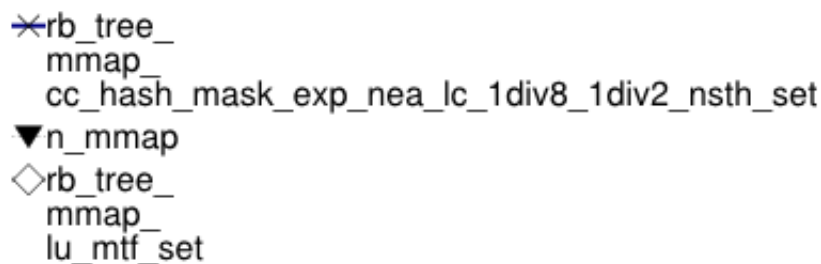 rb_tree_
mmap_
cc_hash_mask_exp_nea_lc_1div8_1div2_nsth_set
n_mmap
rb_tree_
mmap_
lu_mtf_set